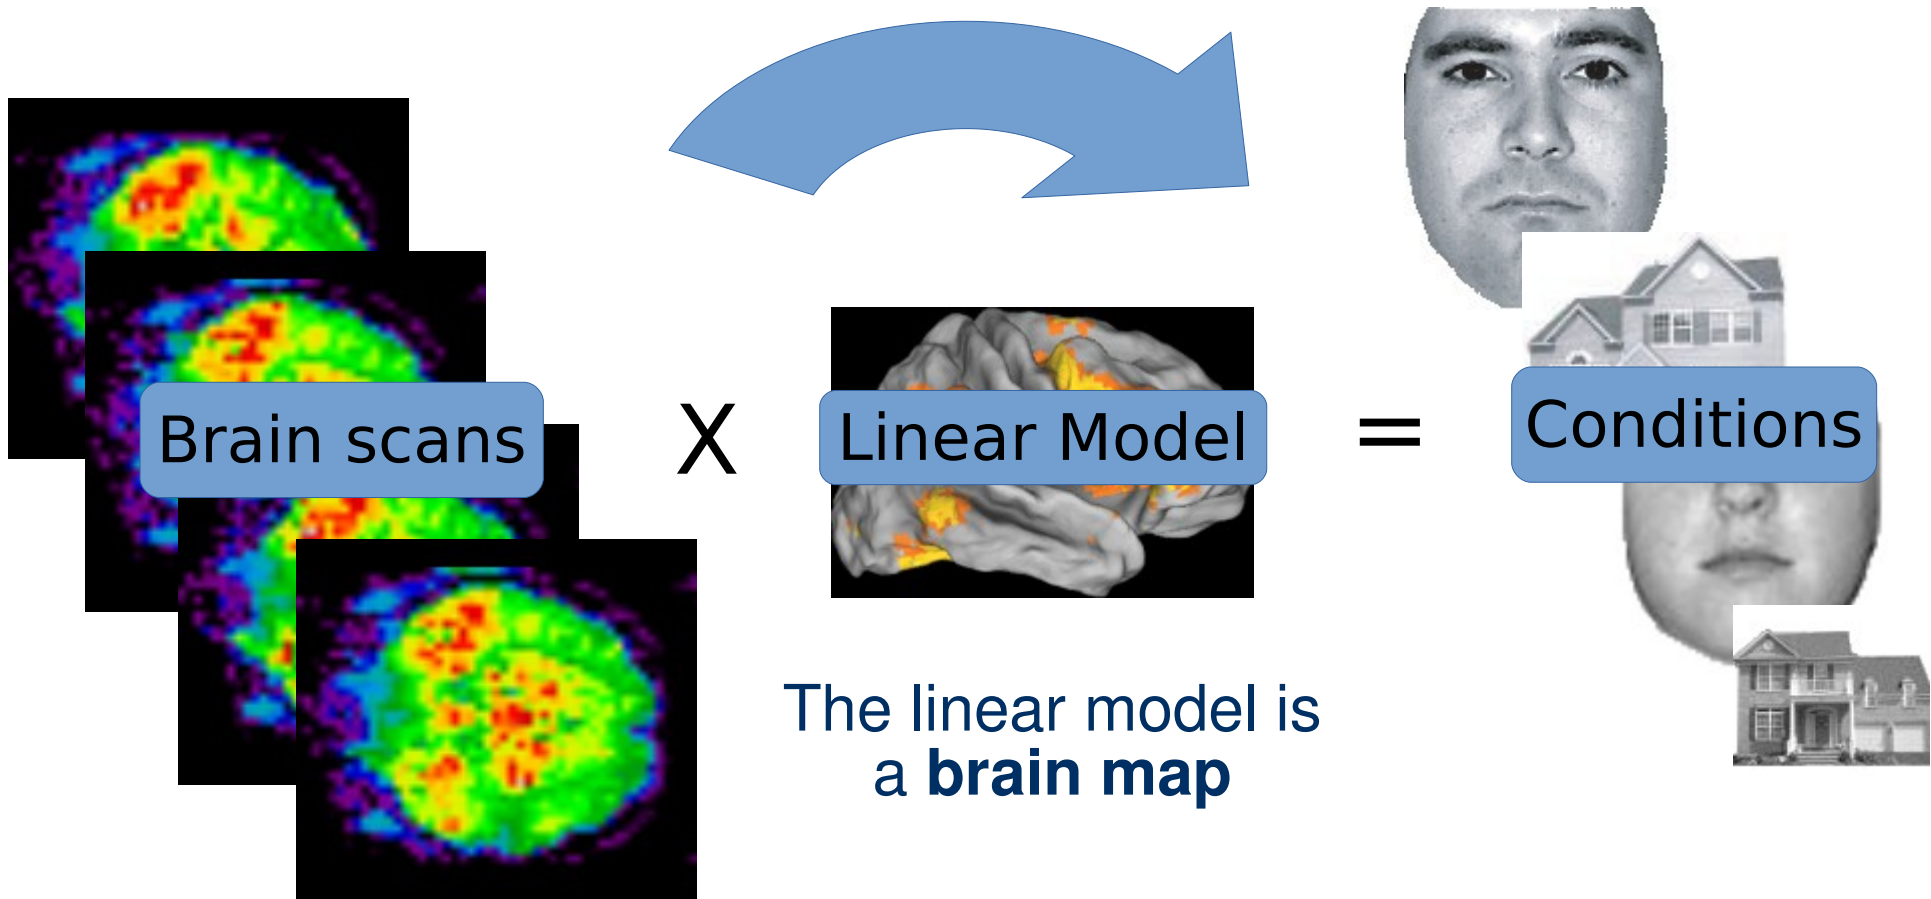 Brain scans
X
Linear Model
=
Conditions
The linear model is
a brain map